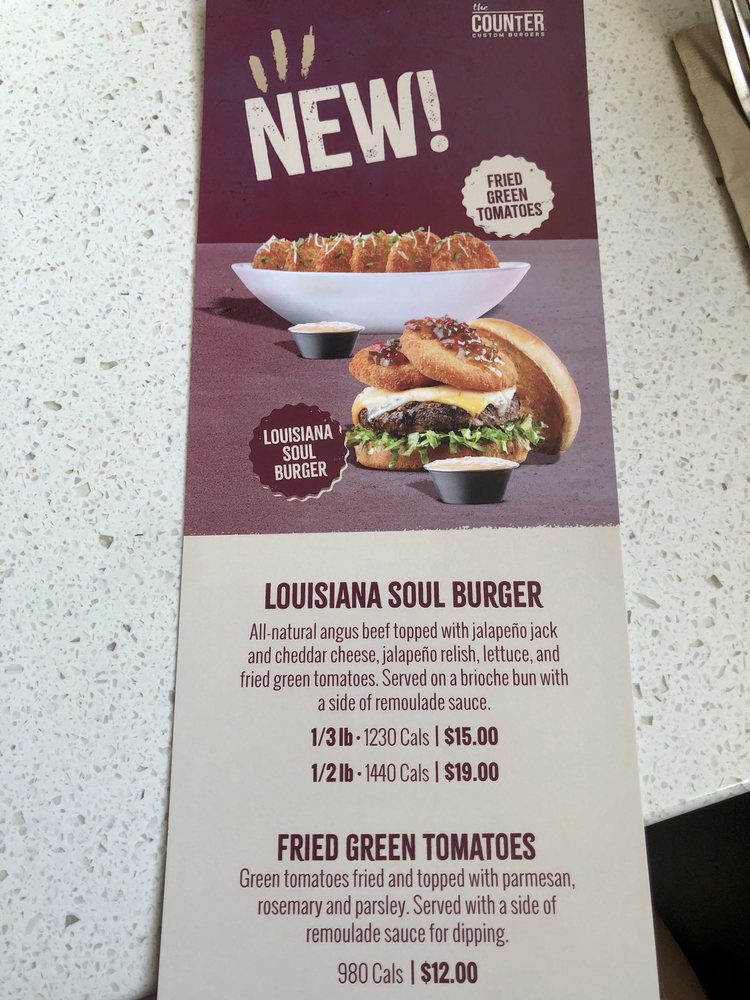 the
COUNTER
CUSTOM BURGERS
NEW!
FRIED
GREEN
TOMATOES
LOUISIANA
SOUL
BURGER
LOUISIANA SOUL BURGER
All-natural angus beef topped with jalapeño jack
and cheddar cheese, jalapeño relish, lettuce, and
fried green tomatoes. Served on a brioche bun with
a side of remoulade sauce.
1/3 lb · 1230 Cals | $15.00
1/2 lb · 1440 Cals | $19.00
FRIED GREEN TOMATOES
Green tomatoes fried and topped with parmesan,
rosemary and parsley. Served with a side of
remoulade sauce for dipping.
980 Cals | $12.00